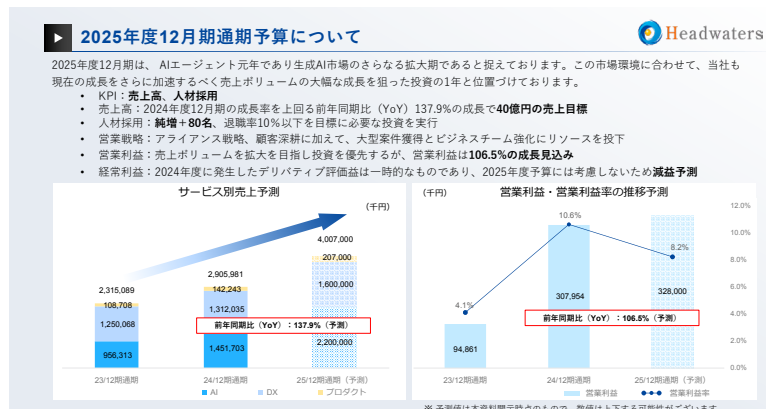 2025年度12月期通期予算について
Headwaters
2025年度12月期は、 AIエージェント元年であり生成AI市場のさらなる拡大期であると捉えております。この市場環境に合わせて、当社も
現在の成長をさらに加速するべく売上ボリュームの大幅な成長を狙った投資の1年と位置づけております。
• KPI：売上高、人材採用
• 売上高：2024年度12月期の成長率を上回る前年同期比（YoY）137.9%の成長で40億円の売上目標
• 人材採用：純増＋80名、退職率10％以下を目標に必要な投資を実行
• 営業戦略：アライアンス戦略、顧客深耕に加えて、大型案件獲得とビジネスチーム強化にリソースを投下
• 営業利益：売上ボリュームを拡大を目指し投資を優先するが、営業利益は106.5%の成長見込み
• 経常利益：2024年度に発生したデリバティブ評価益は一時的なものであり、2025年度予算には考慮しないため減益予測
サービス別売上予測
（千円）
4,007,000
207,000
1,600,000
2,200,000
2,905,981
142,243
1,312,035
1,451,703
2,315,089
108,708
1,250,068
956,313
前年同期比（YoY）：137.9%（予測）
23/12期通期
24/12期通期
25/12期通期（予測）
AI
DX
プロダクト
（千円）
営業利益・営業利益率の推移予測
12.0%
10.0%
8.0%
6.0%
4.0%
2.0%
0.0%
4.1%
10.6%
8.2%
94,861
307,954
328,000
前年同期比（YoY）：106.5%（予測）
23/12期通期
24/12期通期
25/12期通期（予測）
営業利益
営業利益率